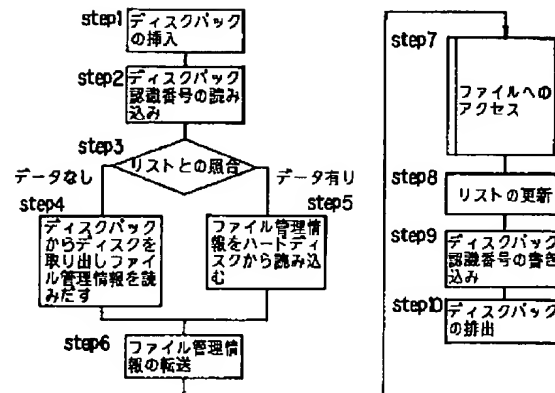 step1
ディスクパック
の挿入
step2
ディスクパック
認識番号の読み
込み
step3
リストとの照合
データなし
データ有り
step4
ディスクパック
からディスクを
取り出しファイ
ル管理情報を読
みだす
step5
ファイル管理情
報をハードディ
スクから読み込
む
step6
ファイル管理情
報の転送
step7
ファイルへの
アクセス
step8
リストの更新
step9
ディスクパック
認識番号の書き
込み
step10
ディスクパック
の排出